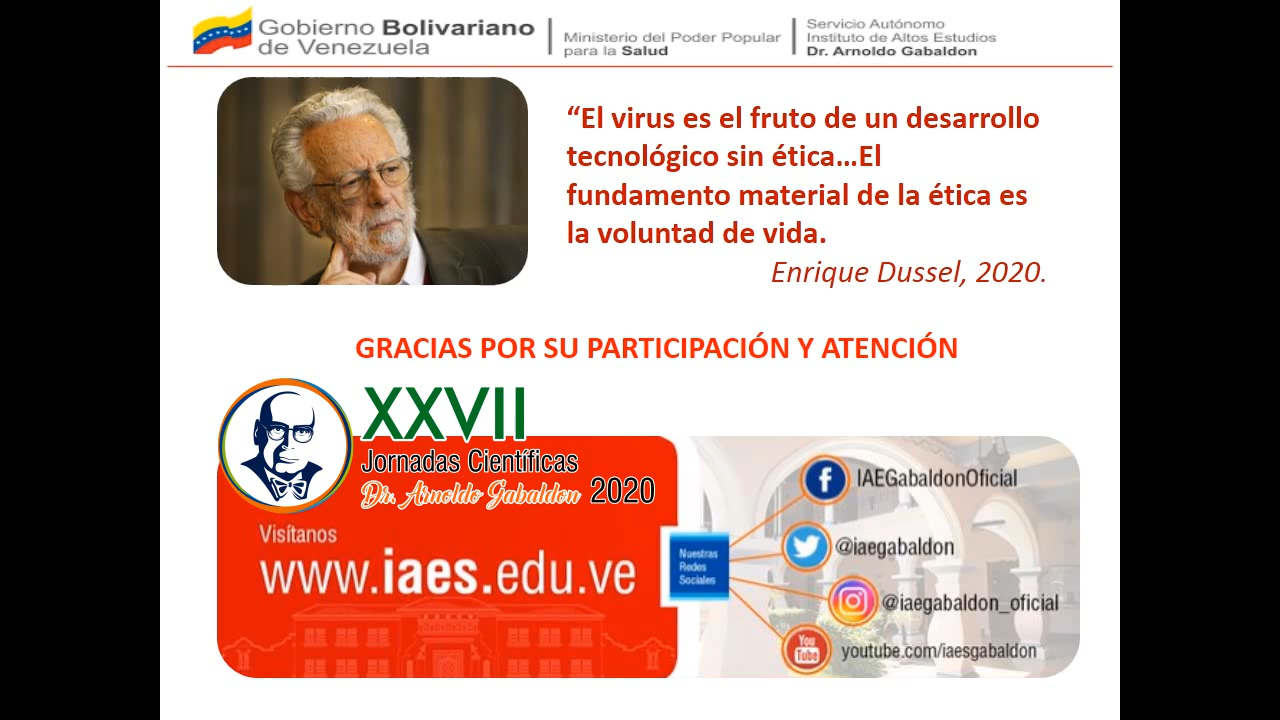 Gobierno Bolivariano
de Venezuela
Ministerio del Poder Popular
para la Salud
Servicio Autónomo
Instituto de Altos Estudios
Dr. Arnoldo Gabaldon
“El virus es el fruto de un desarrollo
tecnológico sin ética…El
fundamento material de la ética es
la voluntad de vida.
Enrique Dussel, 2020.
GRACIAS POR SU PARTICIPACIÓN Y ATENCIÓN
XXVII
Jornadas Científicas
Dr. Arnoldo Gabaldon 2020
Visítanos
www.iaes.edu.ve
Nuestras
Redes
Sociales
IAEGabaldonOficial
@iaegabaldon
@iaegabaldon_oficial
You
Tube
youtube.com/iaesgabaldon